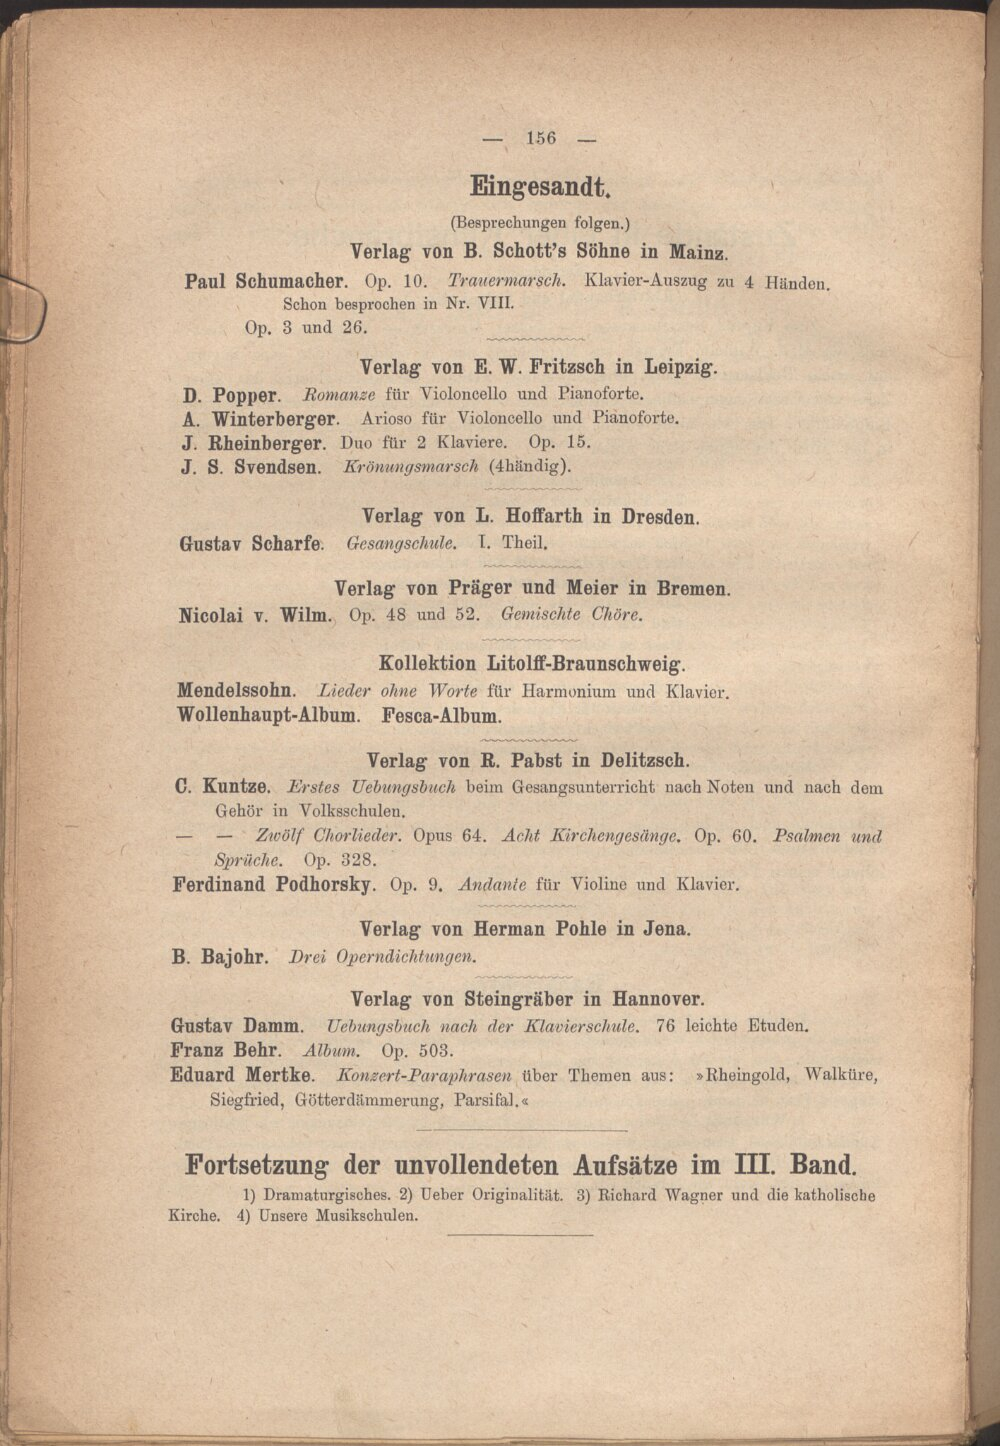 — 156 —
Eingesandt.
(Besprechungen folgen.)
Verlag von B. Schott's Söhne in Mainz.
Paul Schumacher. Op. 10. Trauermarsch. Klavier-Auszug zu 4 Händen.
Schon besprochen in Nr. VIII.
Op. 3 und 26.
Verlag von E. W. Fritzsch in Leipzig.
D. Popper. Romanze für Violoncello und Pianoforte.
A. Winterberger. Arioso für Violoncello und Pianoforte.
J. Rheinberger. Duo für 2 Klaviere. Op. 15.
J. S. Svendsen. Krönungsmarsch (4händig).
Verlag von L. Hoffarth in Dresden.
Gustav Scharfe. Gesangschule. I. Theil.
Verlag von Präger und Meier in Bremen.
Nicolai v. Wilm. Op. 48 und 52. Gemischte Chöre.
Kollektion Litolff-Braunschweig.
Mendelssohn. Lieder ohne Worte für Harmonium und Klavier.
Wollenhaupt-Album. Fesca-Album.
Verlag von R. Pabst in Delitzsch.
C. Kuntze. Erstes Uebungsbuch beim Gesangsunterricht nach Noten und nach dem
Gehör in Volksschulen.
— — Zwölf Chorlieder. Opus 64. Acht Kirchengesänge. Op. 60. Psalmen und
Sprüche. Op. 328.
Ferdinand Podhorsky. Op. 9. Andante für Violine und Klavier.
Verlag von Herman Pohle in Jena.
B. Bajohr. Drei Operndichtungen.
Verlag von Steingräber in Hannover.
Gustav Damm. Uebungsbuch nach der Klavierschule. 76 leichte Etuden.
Franz Behr. Album. Op. 503.
Eduard Mertke. Konzert-Paraphrasen über Themen aus: »Rheingold, Walküre,
Siegfried, Götterdämmerung, Parsifal.«
Fortsetzung der unvollendeten Aufsätze im III. Band.
1) Dramaturgisches. 2) Ueber Originalität. 3) Richard Wagner und die katholische
Kirche. 4) Unsere Musikschulen.